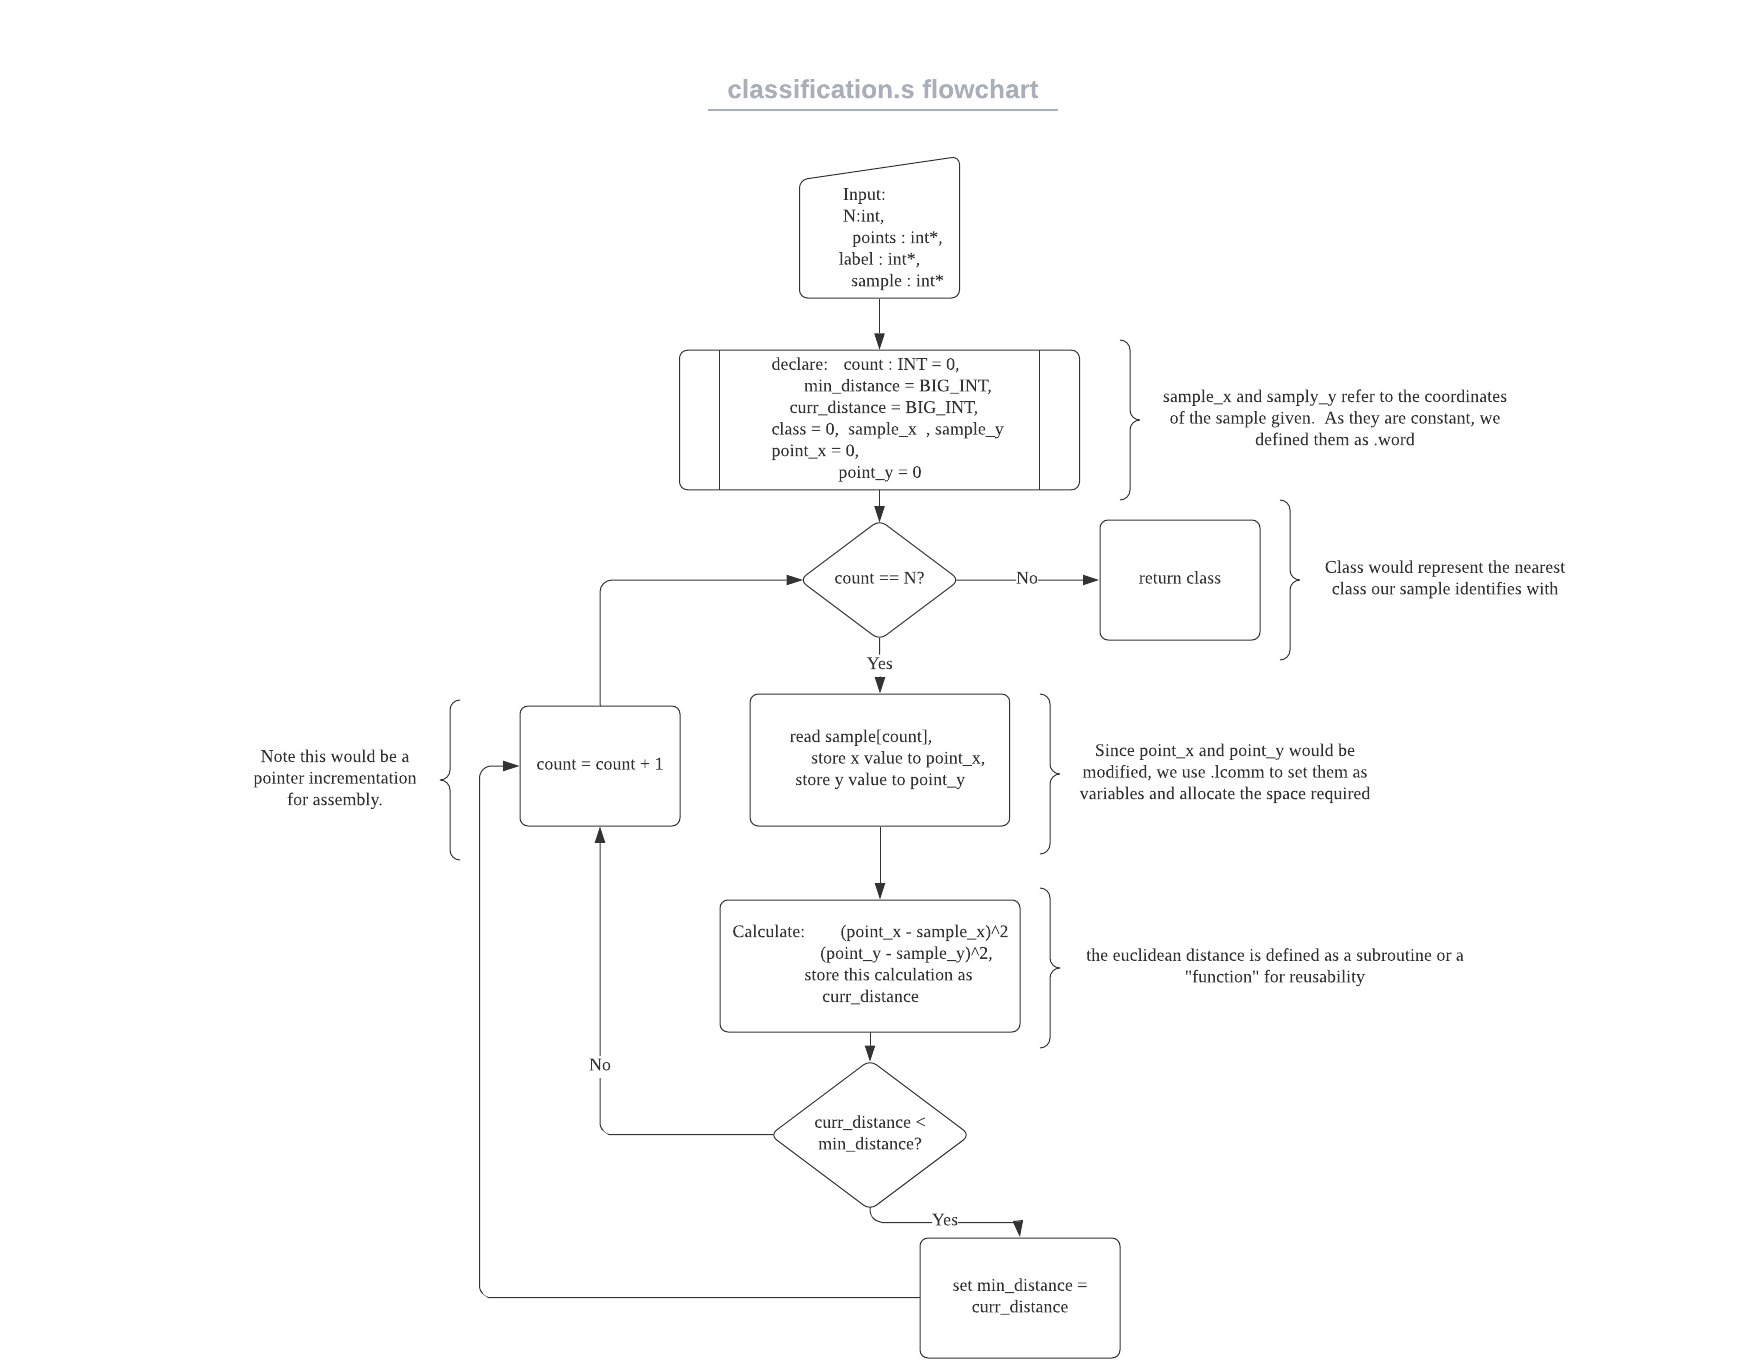 classification.s flowchart
Input:
N:int,
points : int*,
label : int*,
sample : int*
declare: count : INT = 0,
min_distance = BIG_INT,
curr_distance = BIG_INT,
class = 0, sample_x , sample_y
point_x = 0,
point_y = 0
sample_x and samply_y refer to the coordinates
of the sample given. As they are constant, we
defined them as .word
count == N?
No
return class
Class would represent the nearest
class our sample identifies with
Yes
Note this would be a
pointer incrementation
for assembly.
count = count + 1
read sample[count],
store x value to point_x,
store y value to point_y
Since point_x and point_y would be
modified, we use .lcomm to set them as
variables and allocate the space required
Calculate: (point_x - sample_x)^2
(point_y - sample_y)^2,
store this calculation as
curr_distance
the euclidean distance is defined as a subroutine or a
"function" for reusability
No
curr_distance <
min_distance?
Yes
set min_distance =
curr_distance